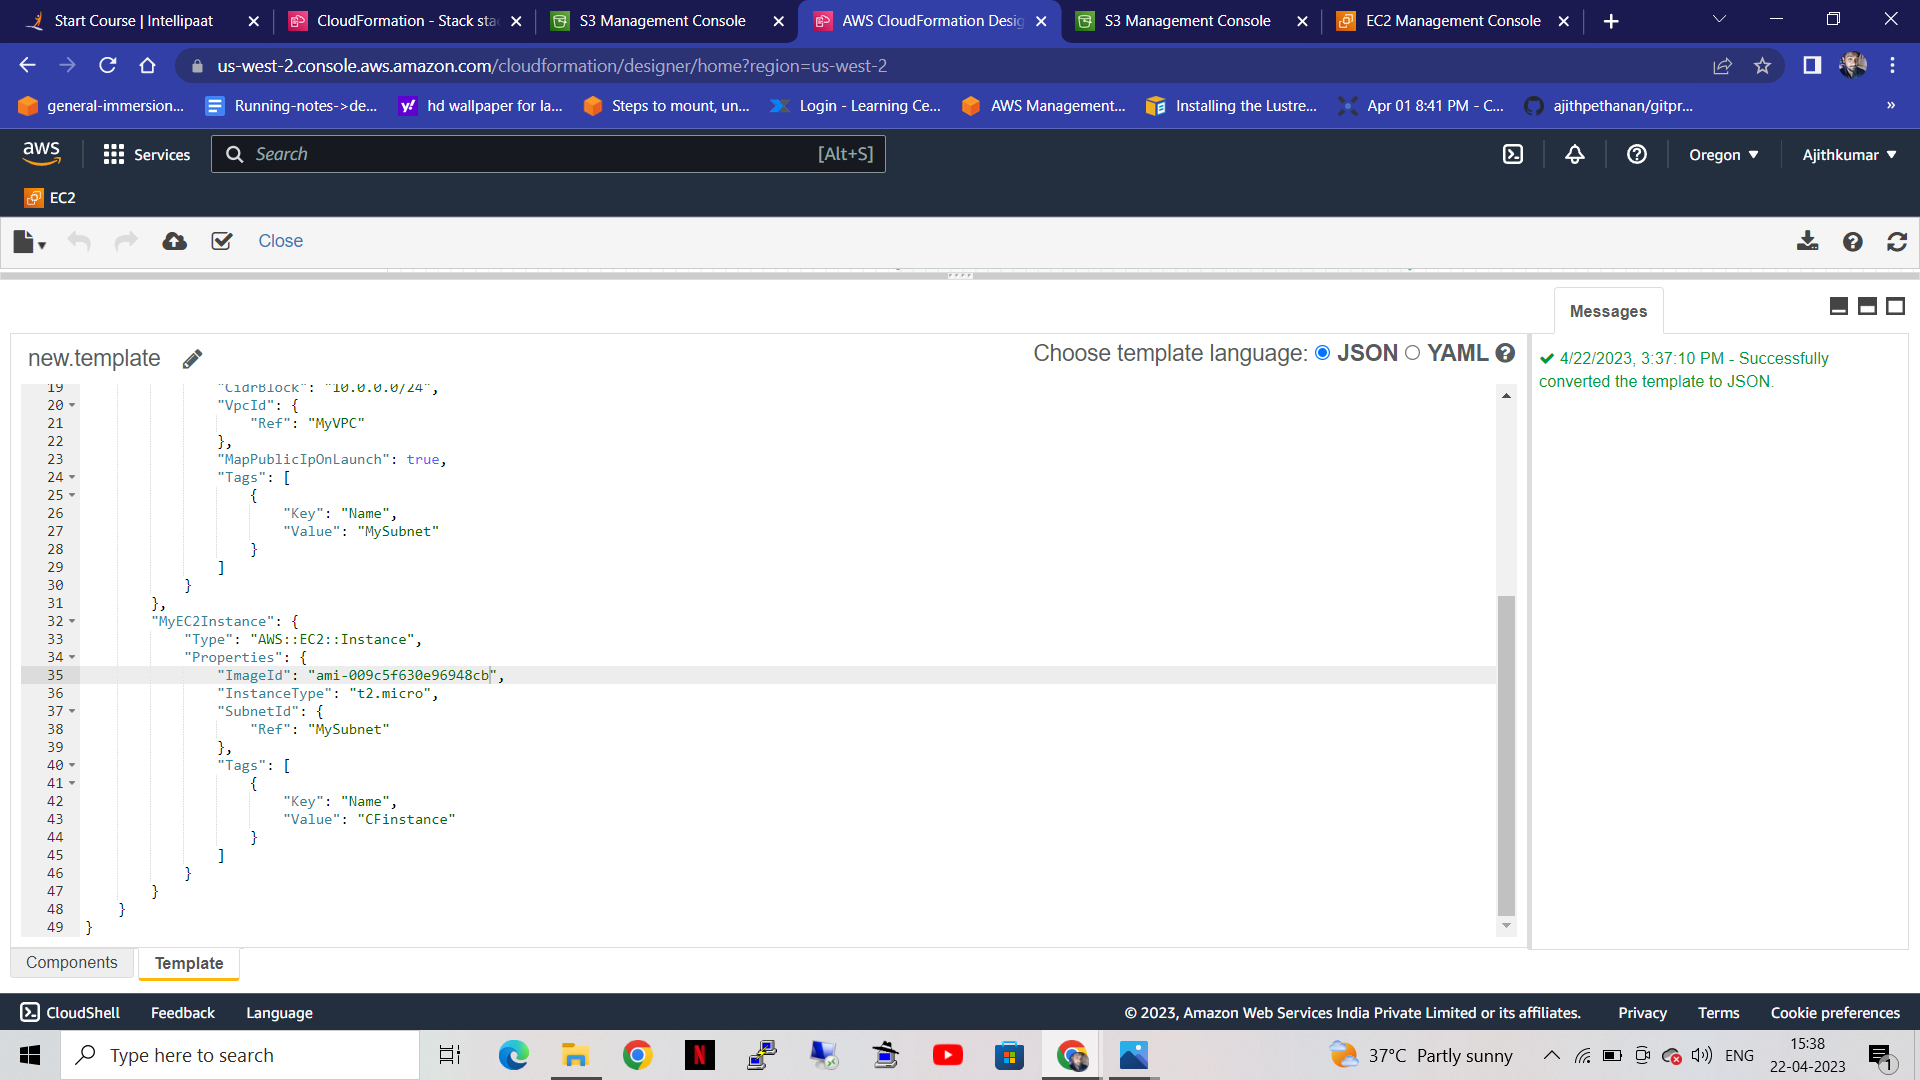 Start Course | Intellipaat
CloudFormation - Stack sta
S3 Management Console
AWS CloudFormation Desig
S3 Management Console
EC2 Management Console
us-west-2.console.aws.amazon.com/cloudformation/designer/home?region=us-west-2
general-immersion...
Running-notes->de...
hd wallpaper for la...
Steps to mount, un...
Login - Learning Ce...
AWS Management...
Installing the Lustre...
Apr 01 8:41 PM - C...
ajithpethanan/gitpr...
aws
Services
Search
[Alt+S]
Oregon
Ajithkumar
EC2
Close
Messages
new.template
Choose template language: JSON YAML
4/22/2023, 3:37:10 PM - Successfully
converted the template to JSON.
19 "CidrBlock": "10.0.0.0/24",
20 "VpcId": {
21 "Ref": "MyVPC"
22 },
23 "MapPublicIpOnLaunch": true,
24 "Tags": [
25 {
26 "Key": "Name",
27 "Value": "MySubnet"
28 }
29 ]
30 }
31 },
32 "MyEC2Instance": {
33 "Type": "AWS::EC2::Instance",
34 "Properties": {
35 "ImageId": "ami-009c5f630e96948cb",
36 "InstanceType": "t2.micro",
37 "SubnetId": {
38 "Ref": "MySubnet"
39 },
40 "Tags": [
41 {
42 "Key": "Name",
43 "Value": "CFinstance"
44 }
45 ]
46 }
47 }
48 }
49 }
Components
Template
CloudShell
Feedback
Language
© 2023, Amazon Web Services India Private Limited or its affiliates.
Privacy
Terms
Cookie preferences
Type here to search
37°C Partly sunny
ENG
15:38
22-04-2023
1